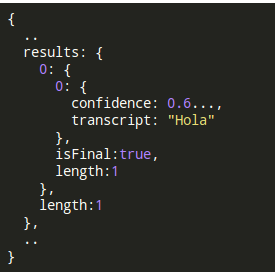 {
  ..
  results: {
    0: {
      0: {
        confidence: 0.6...,
        transcript: "Hola"
      },
      isFinal:true,
      length:1
    },
    length:1
  },
  ..
}